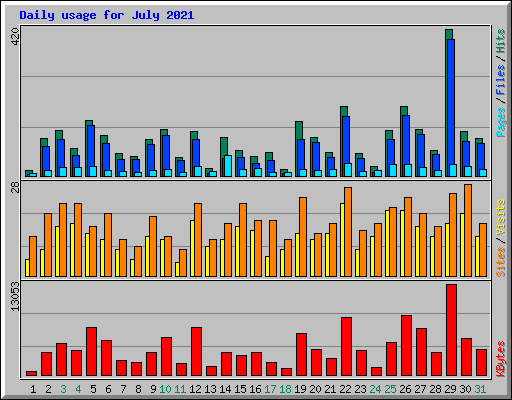 Daily usage for July 2021
420
Pages / Files / Hits
28
Sites / Visits
13053
KBytes
1 2 3 4 5 6 7 8 9 10 11 12 13 14 15 16 17 18 19 20 21 22 23 24 25 26 27 28 29 30 31